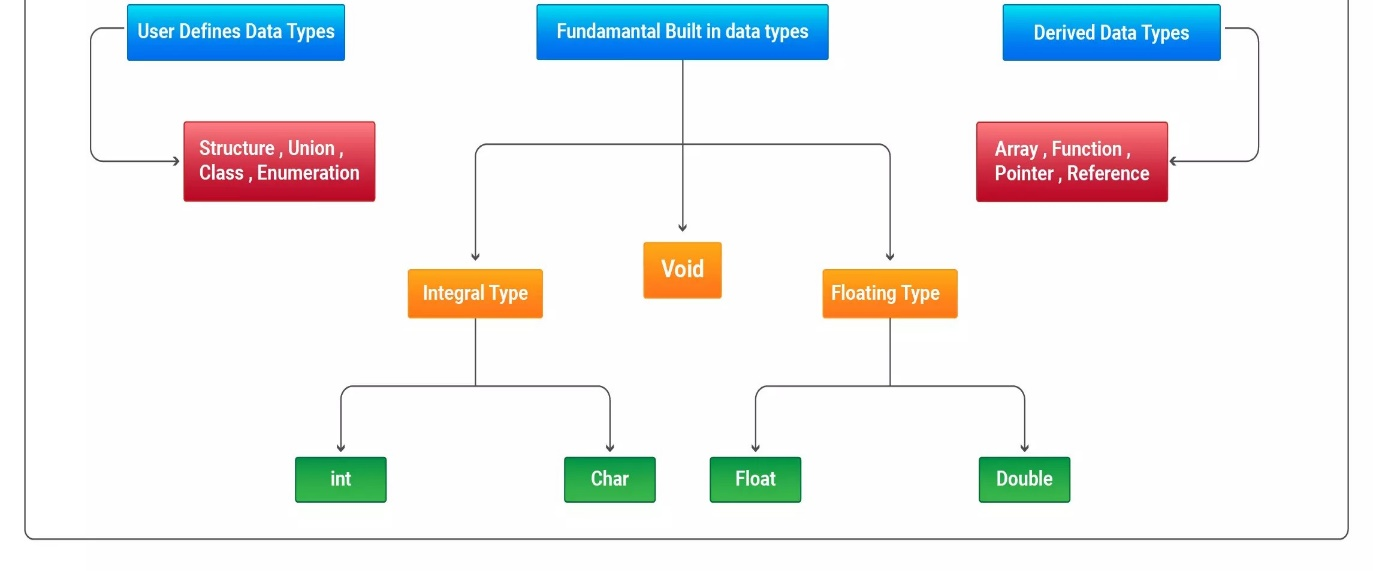 User Defines Data Types
Fundamantal Built in data types
Derived Data Types
Structure , Union ,
Class , Enumeration
Array , Function ,
Pointer , Reference
Void
Integral Type
Floating Type
int
Char
Float
Double